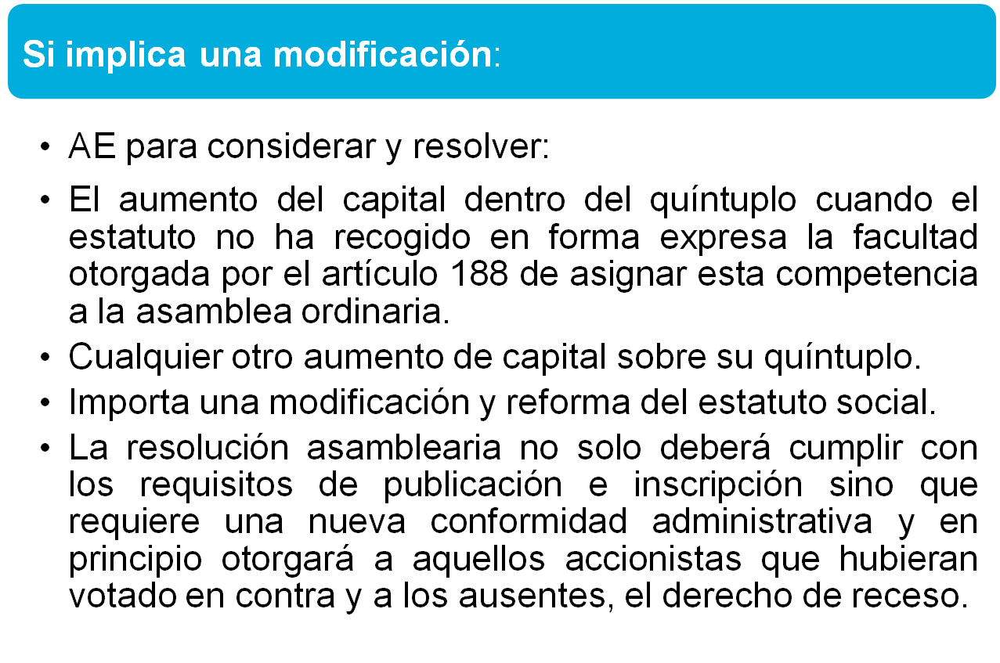 Si implica una modificación:
• AE para considerar y resolver:
• El aumento del capital dentro del quíntuplo cuando el
estatuto no ha recogido en forma expresa la facultad
otorgada por el artículo 188 de asignar esta competencia
a la asamblea ordinaria.
• Cualquier otro aumento de capital sobre su quíntuplo.
• Importa una modificación y reforma del estatuto social.
• La resolución asamblearia no solo deberá cumplir con
los requisitos de publicación e inscripción sino que
requiere una nueva conformidad administrativa y en
principio otorgará a aquellos accionistas que hubieran
votado en contra y a los ausentes, el derecho de receso.